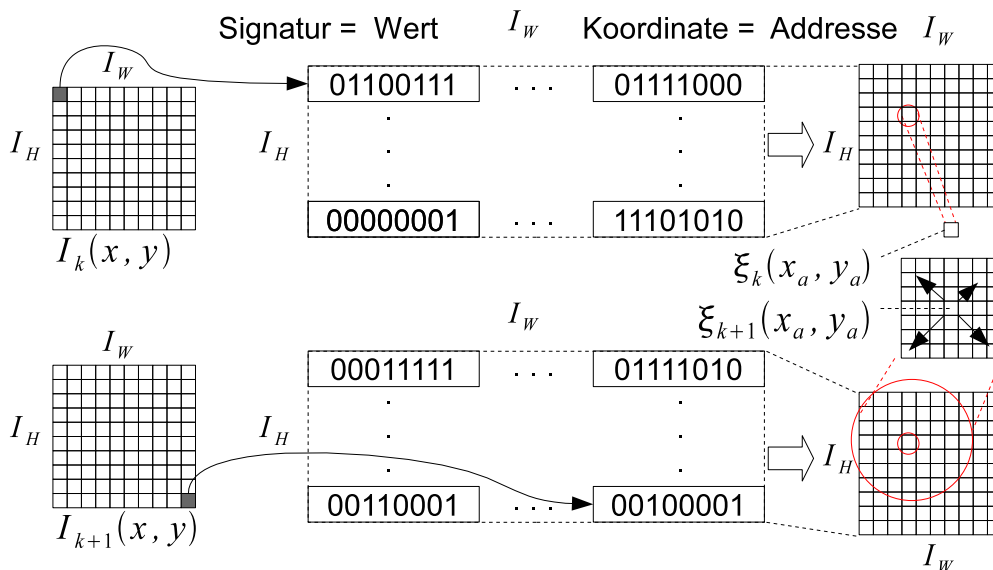 Signatur = Wert
I_W
Koordinate = Addresse
I_W
I_W
01100111 . . . 01111000
I_H
I_H
I_H
00000001 . . . 11101010
I_k(x, y)
ξ_k(x_a, y_a)
ξ_{k+1}(x_a, y_a)
I_W
I_W
00011111 . . . 01111010
I_H
I_H
I_H
00110001 . . . 00100001
I_{k+1}(x, y)
I_W